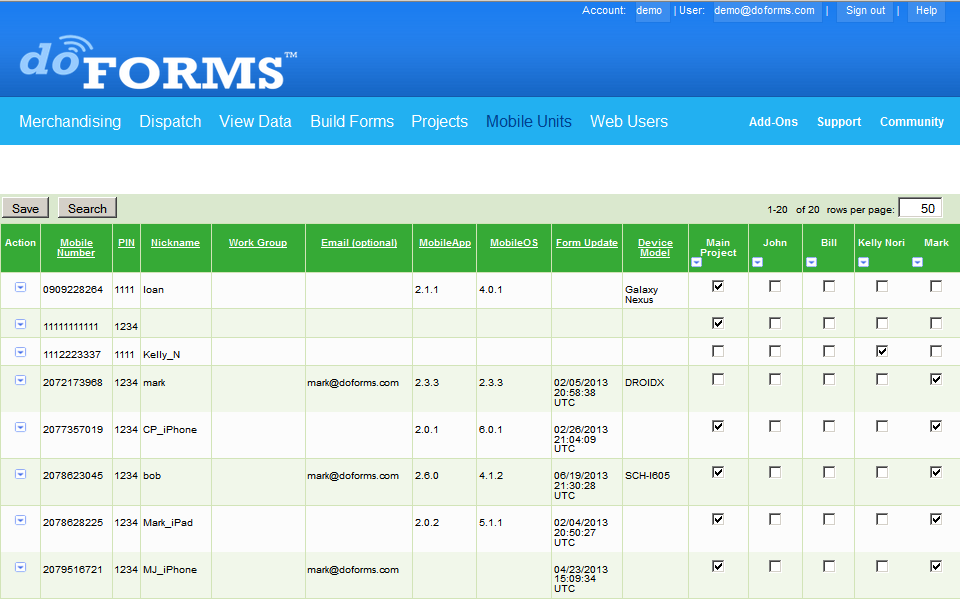 Account: demo | User: demo@doforms.com | Sign out | Help
doFORMS™
Merchandising Dispatch View Data Build Forms Projects Mobile Units Web Users Add-Ons Support Community
Save Search 1-20 of 20 rows per page: 50
Action Mobile Number PIN Nickname Work Group Email (optional) MobileApp MobileOS Form Update Device Model Main Project John Bill Kelly Nori Mark
0909228264 1111 Ioan 2.1.1 4.0.1 Galaxy Nexus
11111111111 1234
1112223337 1111 Kelly_N
2072173968 1234 mark mark@doforms.com 2.3.3 2.3.3 02/05/2013 20:58:38 UTC DROIDX
2077357019 1234 CP_iPhone 2.0.1 6.0.1 02/26/2013 21:04:09 UTC
2078623045 1234 bob mark@doforms.com 2.6.0 4.1.2 06/19/2013 21:30:28 UTC SCH-I605
2078628225 1234 Mark_iPad 2.0.2 5.1.1 02/04/2013 20:50:27 UTC
2079516721 1234 MJ_iPhone mark@doforms.com 04/23/2013 15:09:34 UTC